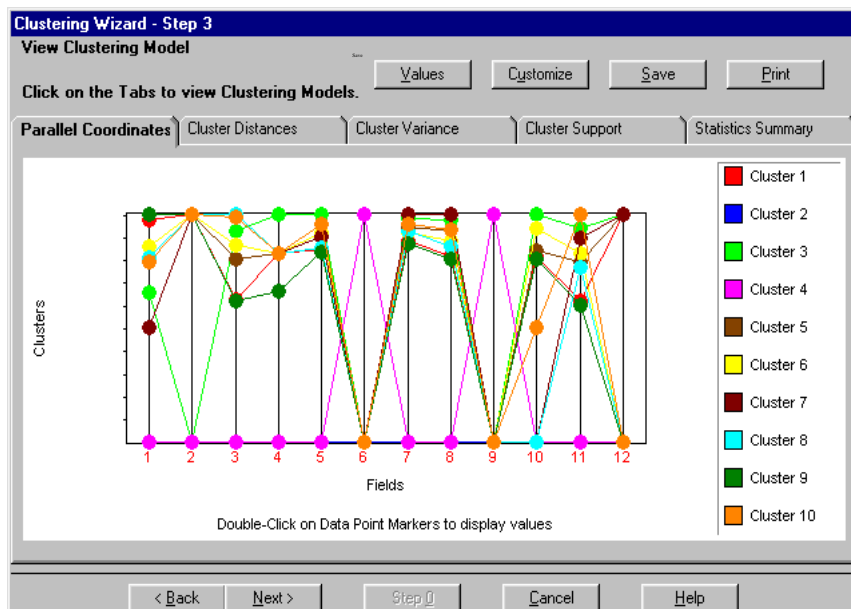 Clustering Wizard - Step 3
View Clustering Model
Values
Customize
Save
Print
Click on the Tabs to view Clustering Models.
Parallel Coordinates
Cluster Distances
Cluster Variance
Cluster Support
Statistics Summary
Clusters
1 2 3 4 5 6 7 8 9 10 11 12
Fields
Double-Click on Data Point Markers to display values
Cluster 1
Cluster 2
Cluster 3
Cluster 4
Cluster 5
Cluster 6
Cluster 7
Cluster 8
Cluster 9
Cluster 10
< Back
Next >
Step 0
Cancel
Help